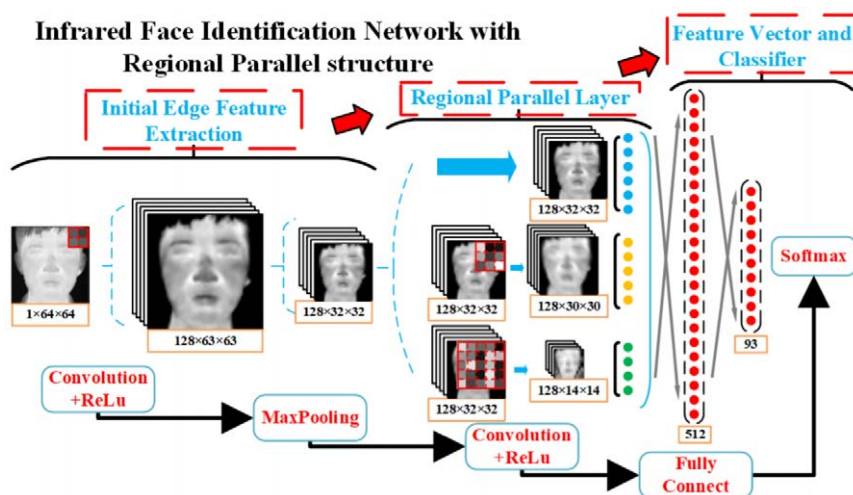 Infrared Face Identification Network with
Regional Parallel structure
Feature Vector and
Classifier
Initial Edge Feature
Extraction
Regional Parallel Layer
1×64×64
128×63×63
128×32×32
128×32×32
128×32×32
128×30×30
128×32×32
128×14×14
512
93
Softmax
Convolution
+ReLu
MaxPooling
Convolution
+ReLu
Fully
Connect